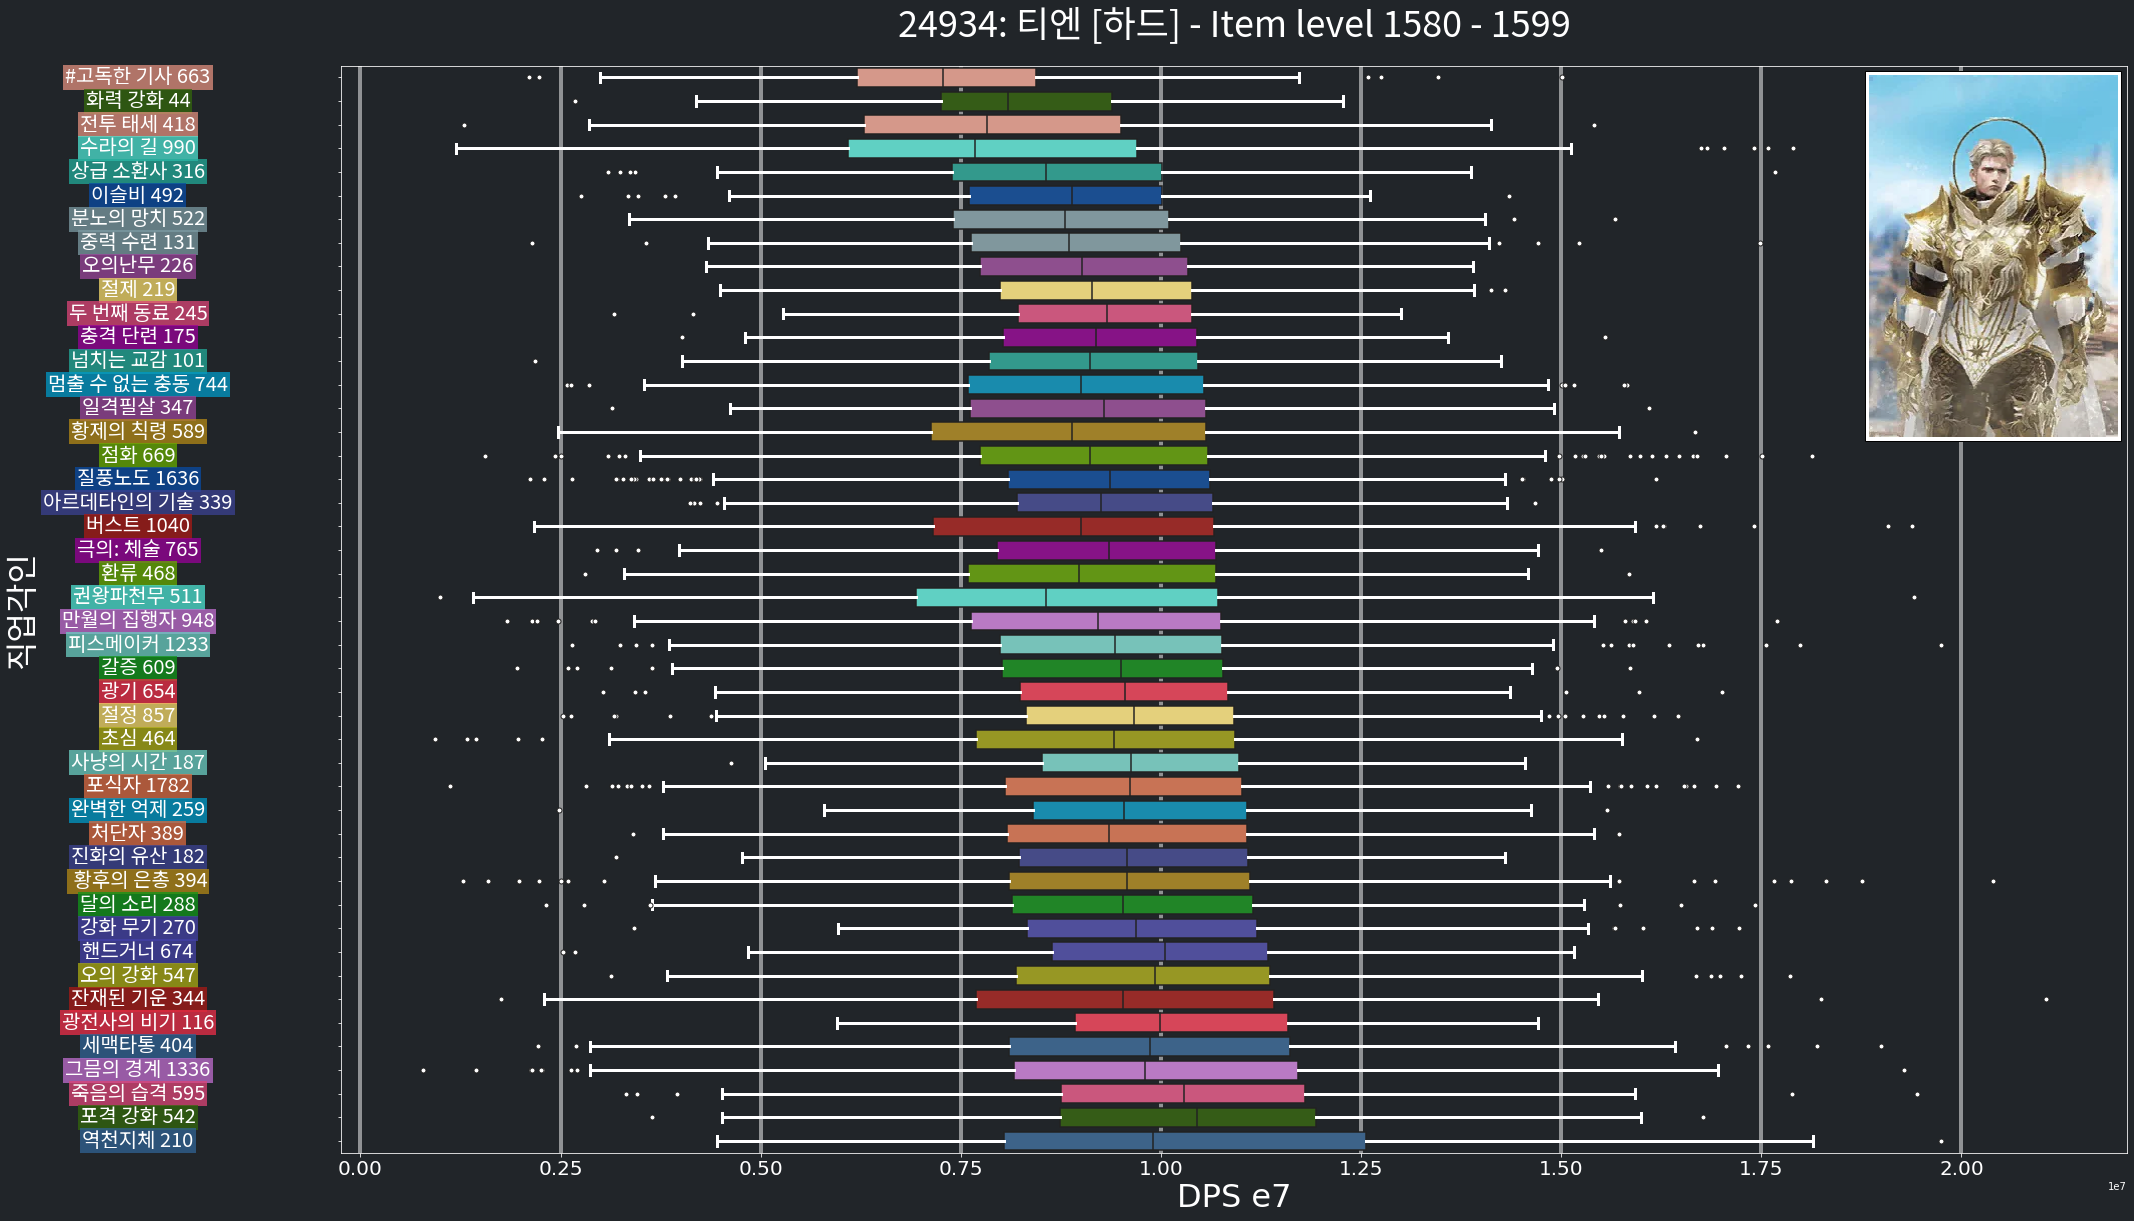 24934: 티엔 [하드] - Item level 1580 - 1599
#고독한 기사 663
화력 강화 44
전투 태세 418
수라의 길 990
상급 소환사 316
이슬비 492
분노의 망치 522
중력 수련 131
오의난무 226
절제 219
두 번째 동료 245
충격 단련 175
넘치는 교감 101
멈출 수 없는 충동 744
일격필살 347
황제의 칙령 589
점화 669
질풍노도 1636
아르데타인의 기술 339
버스트 1040
극의: 체술 765
환류 468
권왕파천무 511
만월의 집행자 948
피스메이커 1233
갈증 609
광기 654
절정 857
초심 464
사냥의 시간 187
포식자 1782
완벽한 억제 259
처단자 389
진화의 유산 182
황후의 은총 394
달의 소리 288
강화 무기 270
핸드거너 674
오의 강화 547
잔재된 기운 344
광전사의 비기 116
세맥타통 404
그믐의 경계 1336
죽음의 습격 595
포격 강화 542
역천지체 210
직업각인
0.00 0.25 0.50 0.75 1.00 1.25 1.50 1.75 2.00
DPS e7
1e7